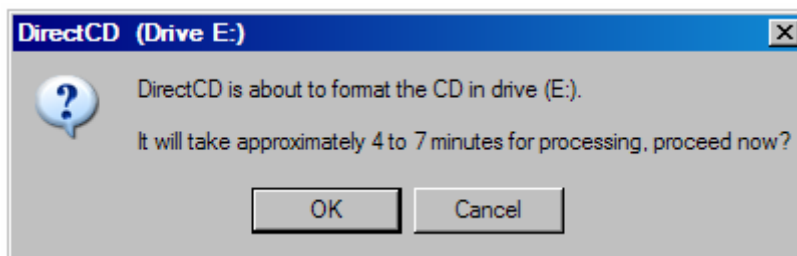 DirectCD (Drive E:)
DirectCD is about to format the CD in drive (E:).
It will take approximately 4 to 7 minutes for processing, proceed now?
OK Cancel